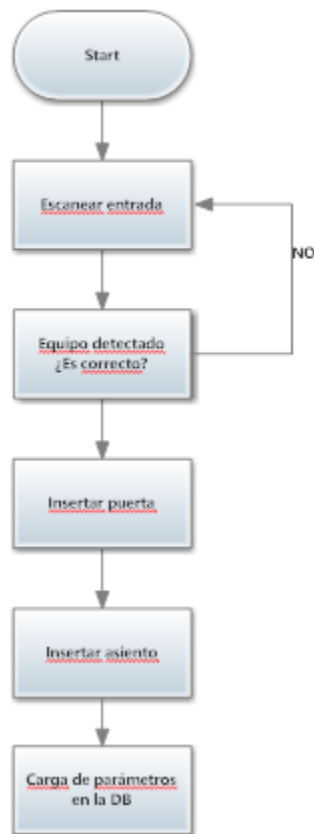 Start
Escanear entrada
NO
Equipo detectado
¿Es correcto?
Insertar puerta
Insertar asiento
Carga de parámetros
en la DB